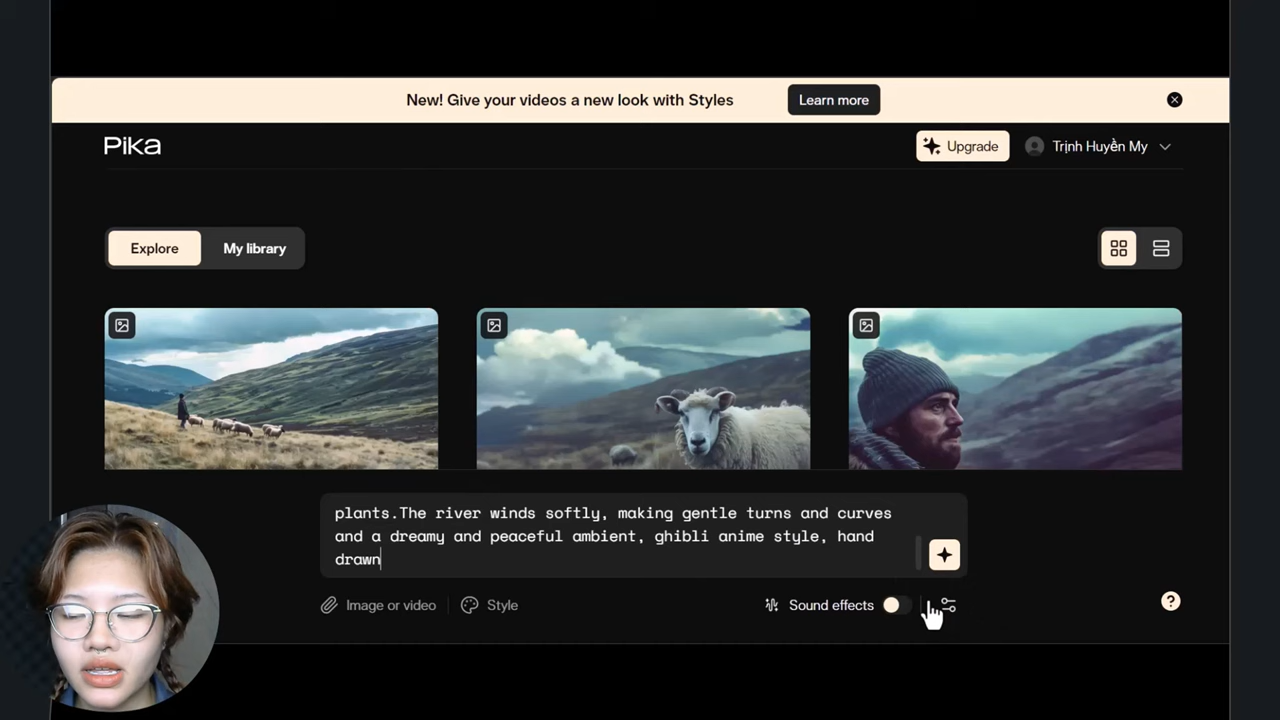 New! Give your videos a new look with Styles
Learn more
Pika
Upgrade
Trịnh Huyền My
Explore
My library
plants.The river winds softly, making gentle turns and curves
and a dreamy and peaceful ambient, ghibli anime style, hand
drawn
Image or video
Style
Sound effects
?